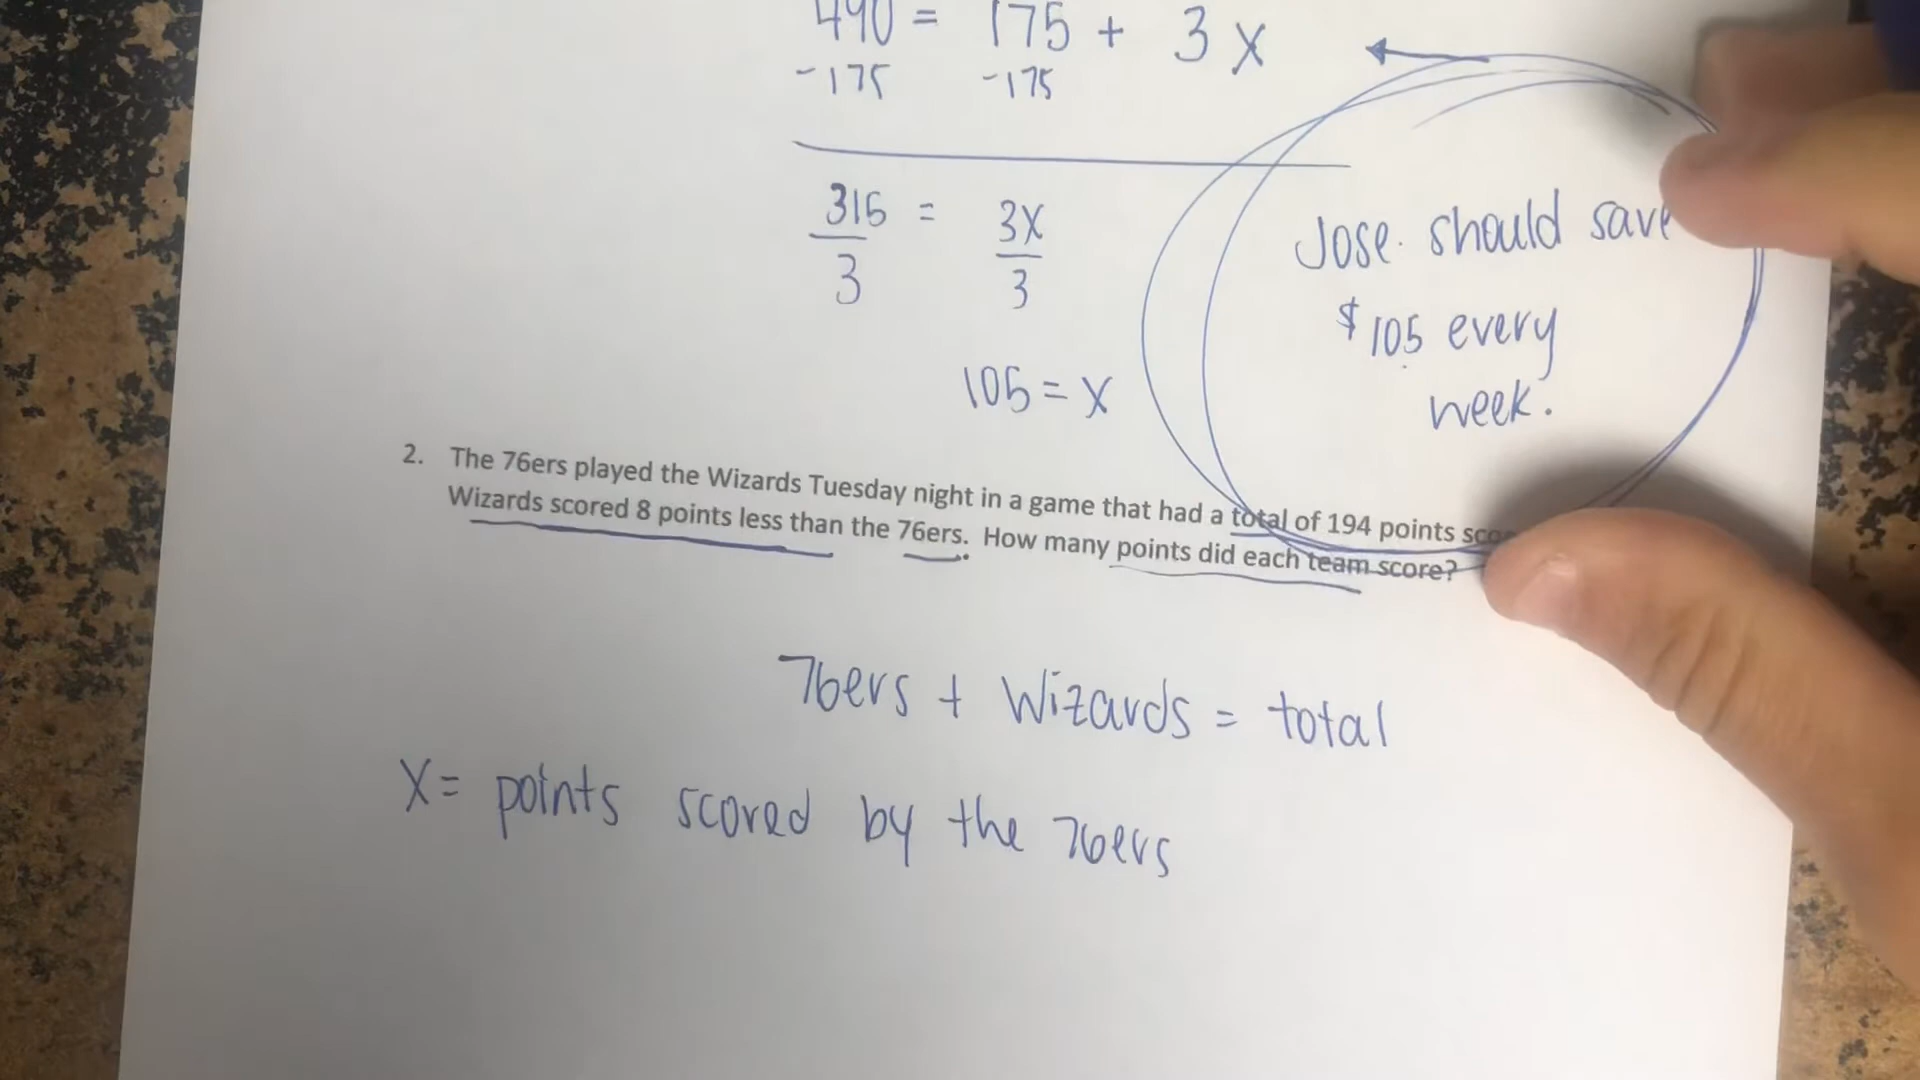 490 = 175 + 3x
-175 -175
315 = 3x
3 3
105 = x
Jose should save
$105 every
week.
2. The 76ers played the Wizards Tuesday night in a game that had a total of 194 points
Wizards scored 8 points less than the 76ers. How many points did each team score?
76ers + Wizards = total
X = points scored by the 76ers